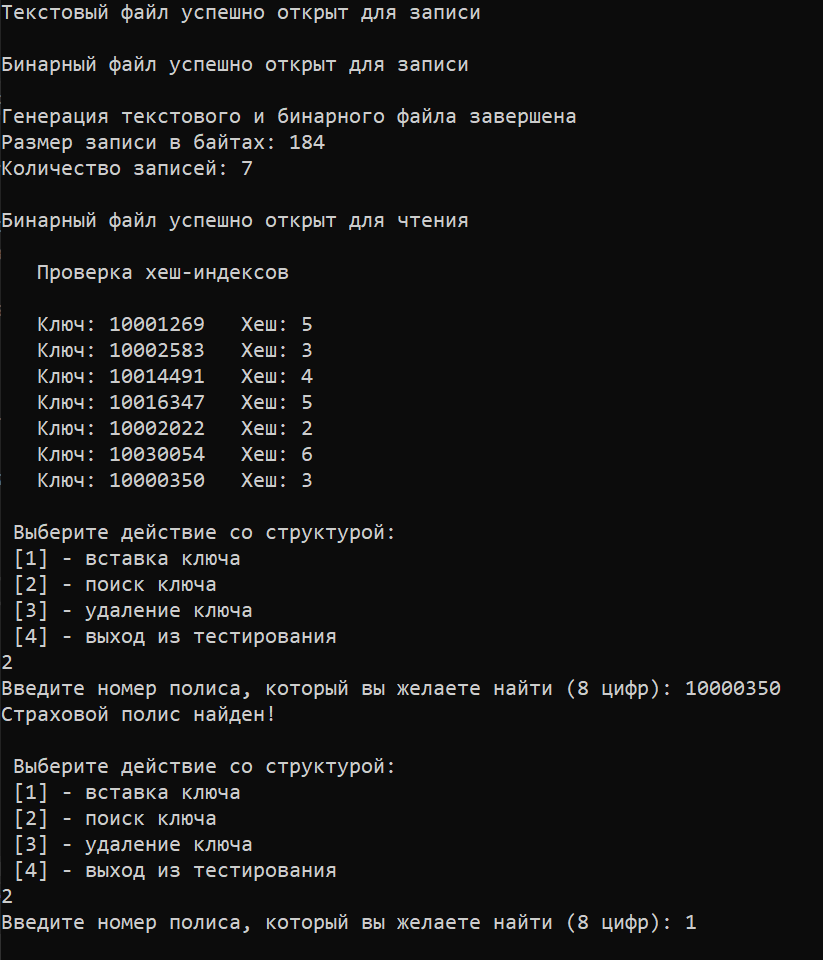 Текстовый файл успешно открыт для записи
Бинарный файл успешно открыт для записи
Генерация текстового и бинарного файла завершена
Размер записи в байтах: 184
Количество записей: 7
Бинарный файл успешно открыт для чтения
Проверка хеш-индексов
Ключ: 10001269   Хеш: 5
Ключ: 10002583   Хеш: 3
Ключ: 10014491   Хеш: 4
Ключ: 10016347   Хеш: 5
Ключ: 10002022   Хеш: 2
Ключ: 10030054   Хеш: 6
Ключ: 10000350   Хеш: 3
Выберите действие со структурой:
[1] - вставка ключа
[2] - поиск ключа
[3] - удаление ключа
[4] - выход из тестирования
2
Введите номер полиса, который вы желаете найти (8 цифр): 10000350
Страховой полис найден!
Выберите действие со структурой:
[1] - вставка ключа
[2] - поиск ключа
[3] - удаление ключа
[4] - выход из тестирования
2
Введите номер полиса, который вы желаете найти (8 цифр): 1